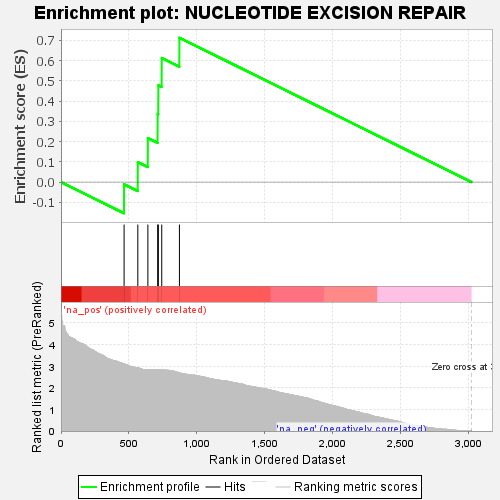 Enrichment plot: NUCLEOTIDE EXCISION REPAIR
Enrichment score (ES)
0.7
0.6
0.5
0.4
0.3
0.2
0.1
0.0
-0.1
'na_pos' (positively correlated)
Ranked list metric (PreRanked)
5
4
3
2
1
0
Zero cross at
'na_neg' (negatively correlated)
0 500 1,000 1,500 2,000 2,500 3,000
Rank in Ordered Dataset
Enrichment profile Hits Ranking metric scores